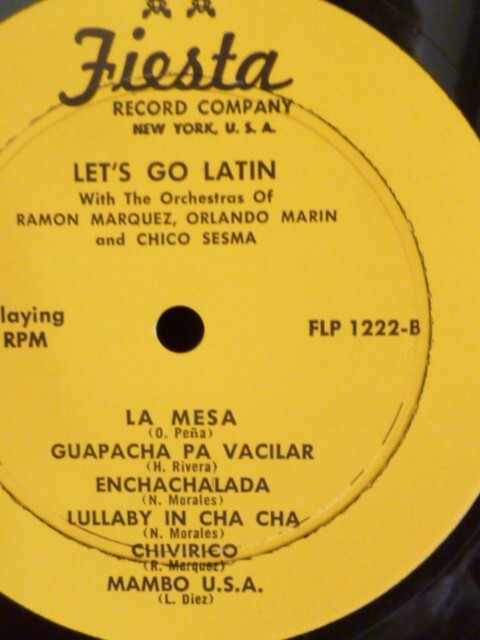 Fiesta
RECORD COMPANY
NEW YORK, U. S. A.
LET'S GO LATIN
With The Orchestras Of
RAMON MARQUEZ, ORLANDO MARIN
and CHICO SESMA
laying
RPM
FLP 1222-B
LA MESA
(O. Peña)
GUAPACHA PA VACILAR
(H. Rivera)
ENCHACHALADA
(N. Morales)
LULLABY IN CHA CHA
(N. Morales)
CHIVIRICO
(R. Marquez)
MAMBO U.S.A.
(L. Diez)